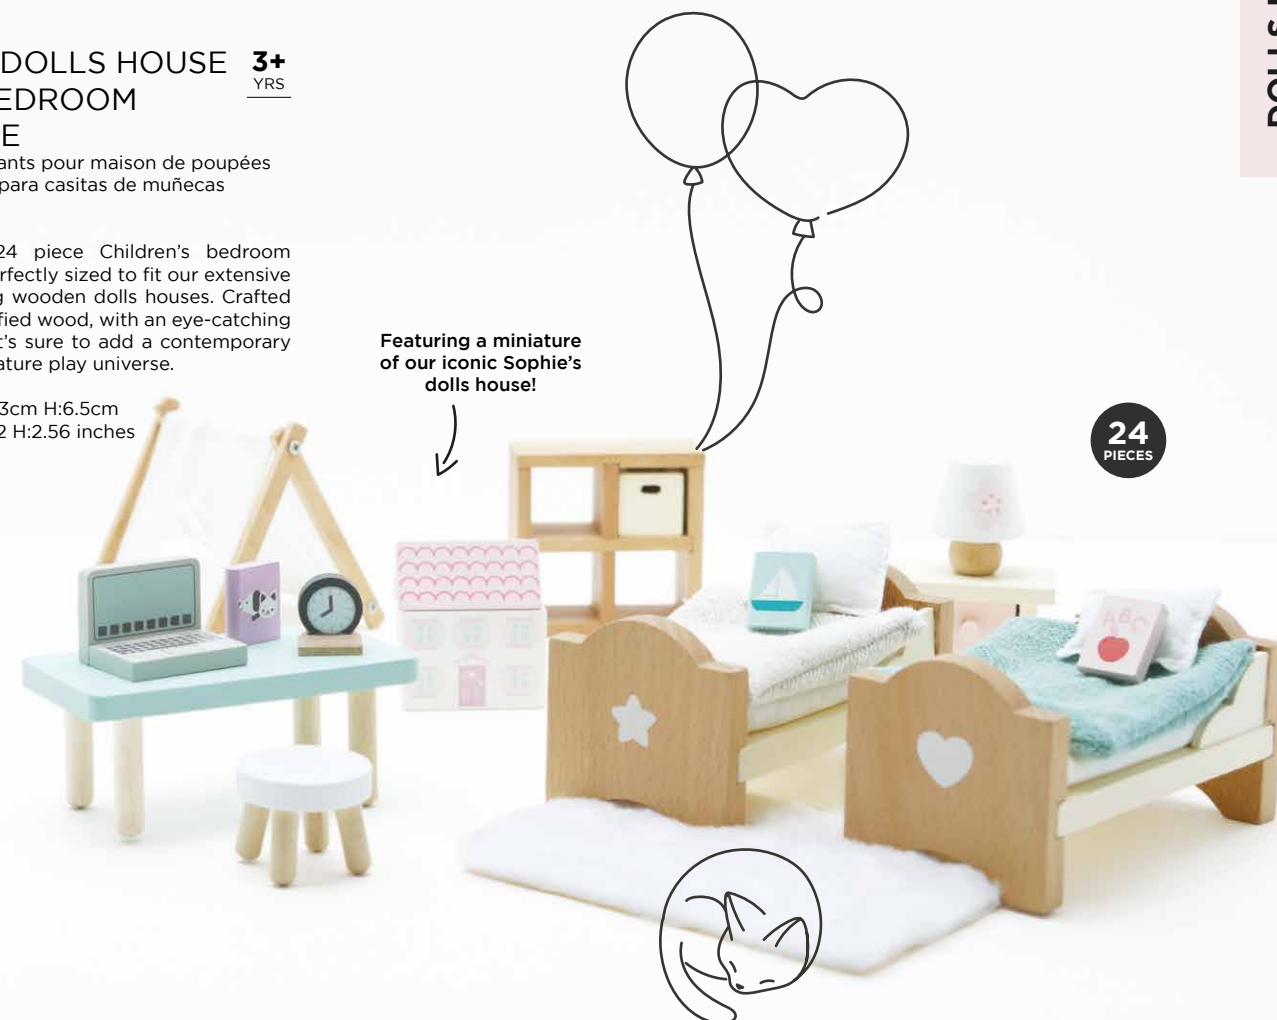 DOLLS HOUSE
EDROOM
E
3+
YRS
ants pour maison de poupées
para casitas de muñecas
24 piece Children's bedroom
rfectly sized to fit our extensive
g wooden dolls houses. Crafted
fied wood, with an eye-catching
t's sure to add a contemporary
ature play universe.
3cm H:6.5cm
2 H:2.56 inches
Featuring a miniature
of our iconic Sophie's
dolls house!
24
PIECES
ABC